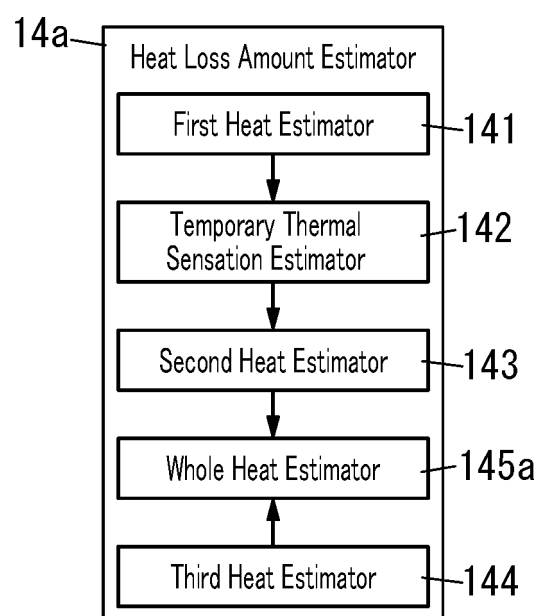 14a
Heat Loss Amount Estimator
First Heat Estimator
141
Temporary Thermal
Sensation Estimator
142
Second Heat Estimator
143
Whole Heat Estimator
145a
Third Heat Estimator
144